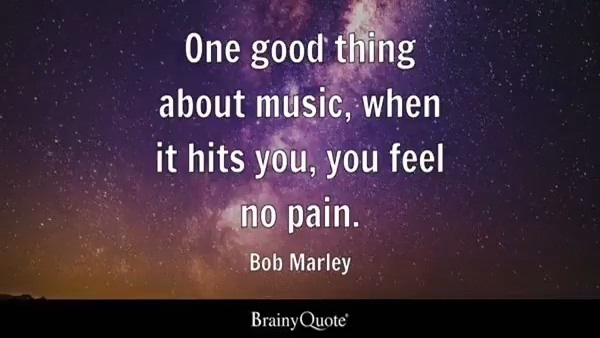 One good thing
about music, when
it hits you, you feel
no pain.
Bob Marley
BrainyQuote®